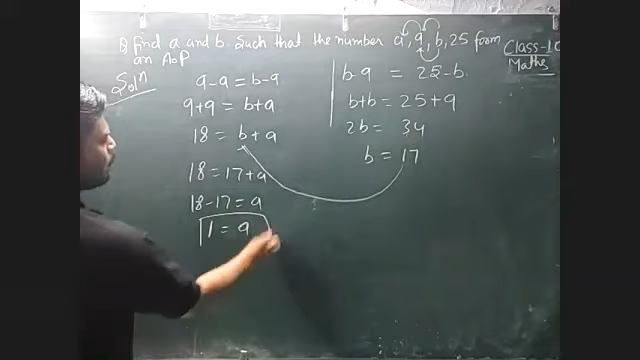 Q find a and b. Such that the number a, 9, b, 25 form
an A.P
Class-10
Maths
Solⁿ
9-a = b-9
9+9 = b+a
18 = b+a
18 = 17+a
18-17 = a
1 = a
b-9 = 25-b
b+b = 25+9
2b = 34
b = 17